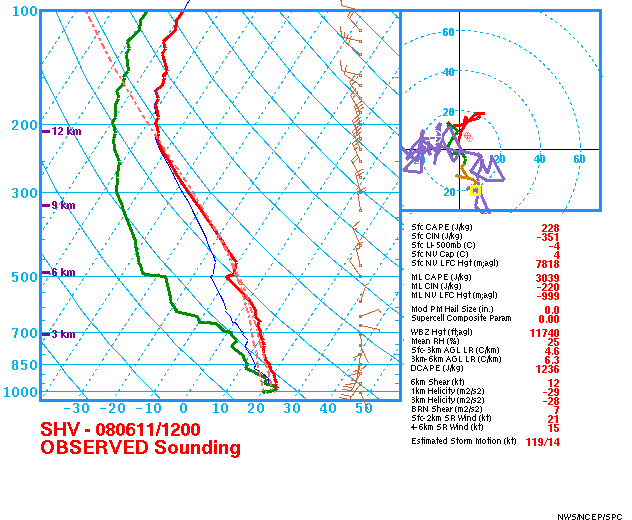 100
200
300
500
700
850
1000
12 km
9 km
6 km
3 km
-30 -20 -10 0 10 20 30 40 50
60
40
20
20 40 60
20
SHV - 080611/1200
OBSERVED Sounding
Sfc CAPE (J/kg) 228
Sfc CIN (J/kg) -351
Sfc LI-500mb (C) -4
Sfc NV Cap (C) 4
Sfc NV LFC Hgt (m;agl) 7818
ML CAPE (J/kg) 3039
ML CIN (J/kg) -220
ML NV LFC Hgt (m;agl) -999
Mod PM Hail Size (in.) 0.0
Supercell Composite Param 0.00
WBZ Hgt (ft;agl) 11740
Mean RH (%) 25
Sfc-3km AGL LR (C/km) 4.6
3km-6km AGL LR (C/km) 6.3
DCAPE (J/kg) 1236
6km Shear (kt) 12
1km Helicity (m2/s2) -29
3km Helicity (m2/s2) -28
BRN Shear (m2/s2) 7
Sfc-2km SR Wind (kt) 21
4-6km SR Wind (kt) 15
Estimated Storm Motion (kt) 119/14
NWS/NCEP/SPC